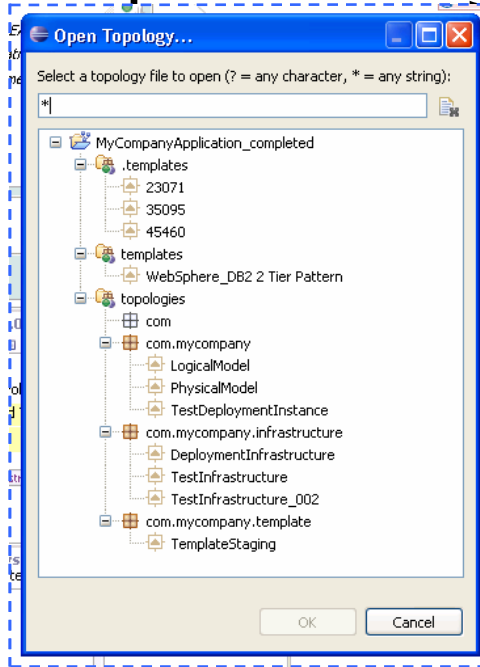 Open Topology...
Select a topology file to open (? = any character, * = any string):
*
MyCompanyApplication_completed
.templates
23071
35095
45460
templates
WebSphere_DB2 2 Tier Pattern
topologies
com
com.mycompany
LogicalModel
PhysicalModel
TestDeploymentInstance
com.mycompany.infrastructure
DeploymentInfrastructure
TestInfrastructure
TestInfrastructure_002
com.mycompany.template
TemplateStaging
OK
Cancel